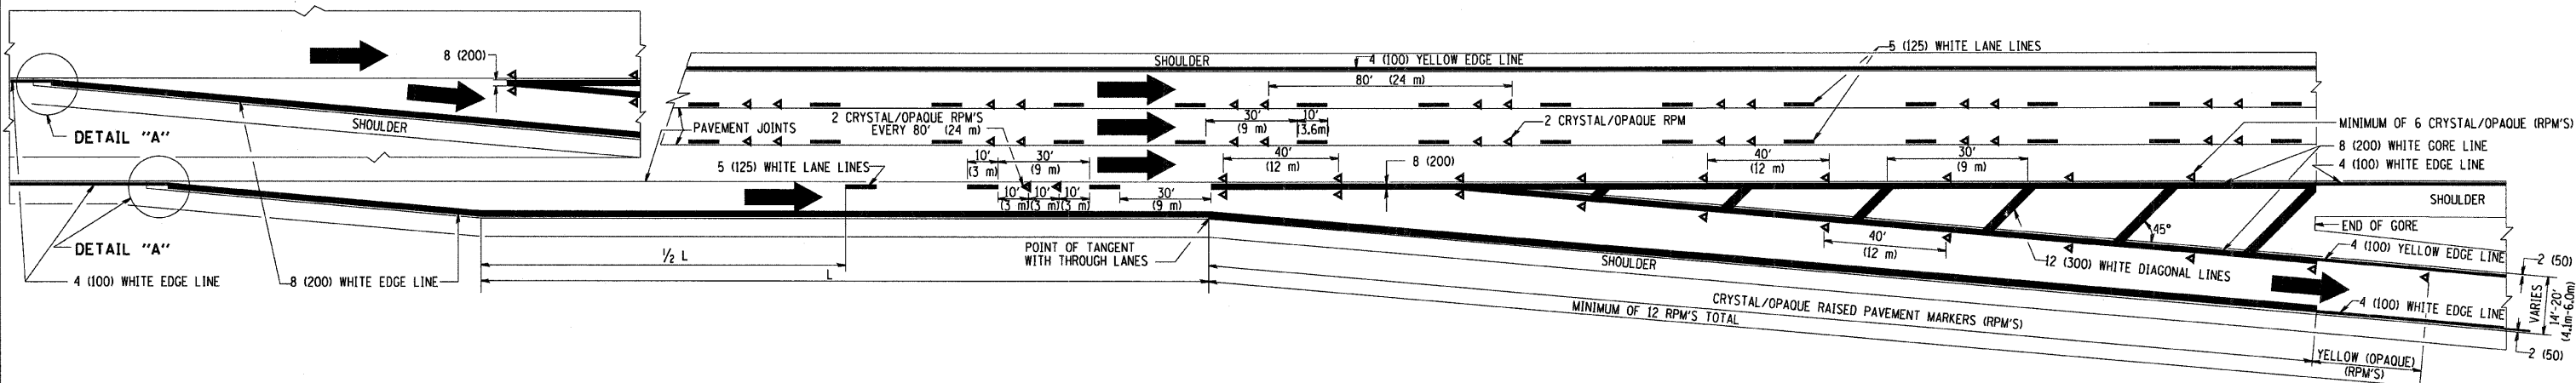 8 (200)
DETAIL "A"
SHOULDER
SHOULDER
4 (100) YELLOW EDGE LINE
5 (125) WHITE LANE LINES
80' (24 m)
PAVEMENT JOINTS
2 CRYSTAL/OPAQUE RPM'S
EVERY 80' (24 m)
30'
(9 m)
10'
(3.6m)
2 CRYSTAL/OPAQUE RPM
MINIMUM OF 6 CRYSTAL/OPAQUE (RPM'S)
8 (200) WHITE GORE LINE
4 (100) WHITE EDGE LINE
5 (125) WHITE LANE LINES
10'
(3 m)
30'
(9 m)
40'
(12 m)
8 (200)
40'
(12 m)
30'
(9 m)
10'
(3 m)
10'
(3 m)
10'
(3 m)
30'
(9 m)
SHOULDER
DETAIL "A"
4 (100) WHITE EDGE LINE
8 (200) WHITE EDGE LINE
1/2 L
L
POINT OF TANGENT
WITH THROUGH LANES
SHOULDER
40'
(12 m)
45°
12 (300) WHITE DIAGONAL LINES
END OF GORE
4 (100) YELLOW EDGE LINE
2 (50)
CRYSTAL/OPAQUE RAISED PAVEMENT MARKERS (RPM'S)
MINIMUM OF 12 RPM'S TOTAL
4 (100) WHITE EDGE LINE
VARIES
14'-20'
(4.1m-6.0m)
2 (50)
YELLOW (OPAQUE)
(RPM'S)